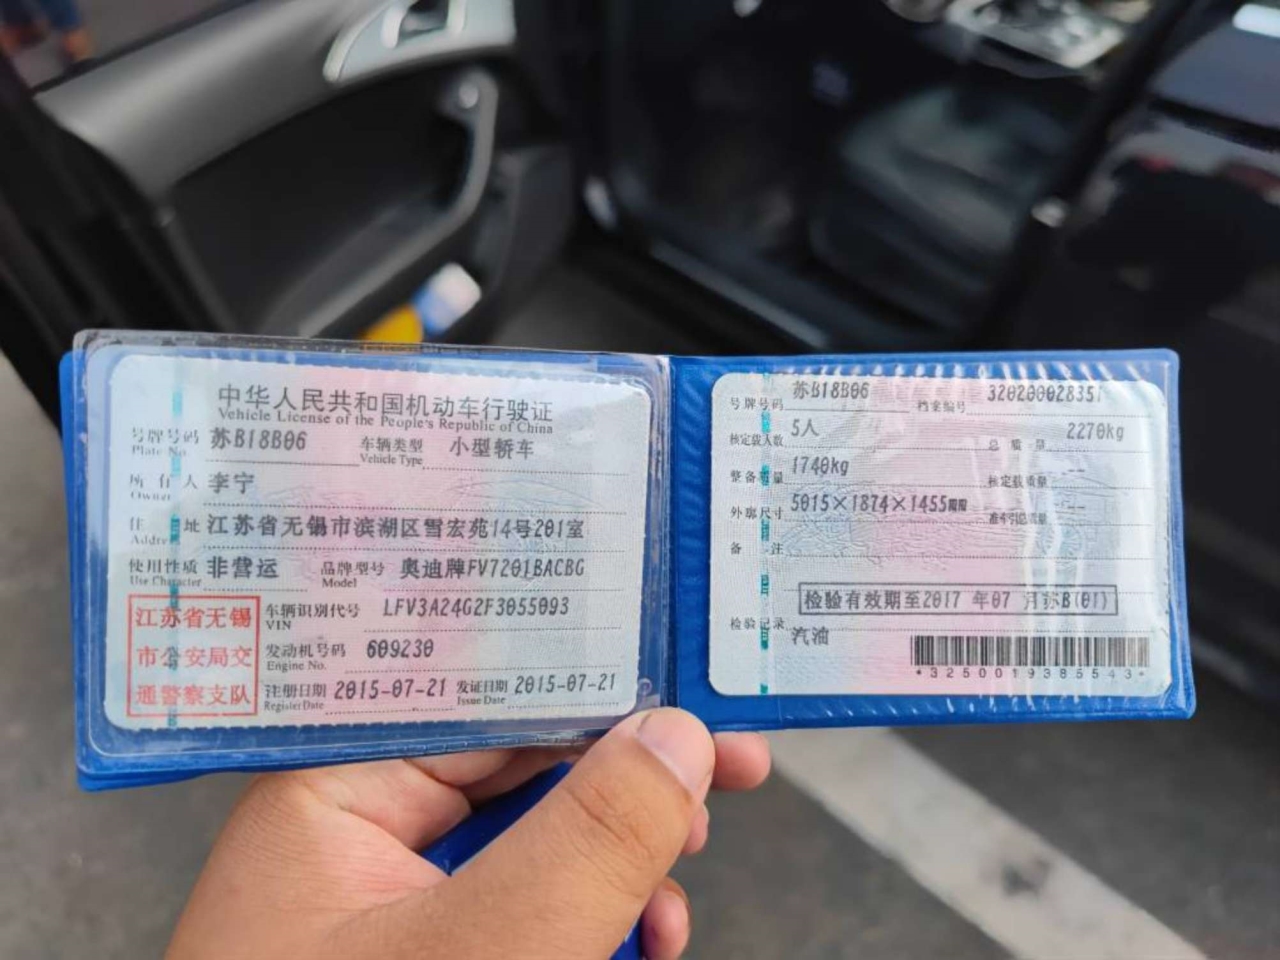 中华人民共和国机动车行驶证
Vehicle License of the People's Republic of China
号牌号码 苏B18B06 车辆类型 小型轿车
Plate No. Vehicle Type
所有人 李宁
Owner
住址 江苏省无锡市滨湖区雪宏苑14号201室
Address
使用性质 非营运 品牌型号 奥迪牌FV7201BACBG
Use Character Model
江苏省无锡
市公安局交
通警察支队
车辆识别代号 LFV3A24G2F3055093
VIN
发动机号码 609230
Engine No.
注册日期 2015-07-21 发证日期 2015-07-21
Register Date Issue Date
号牌号码 苏B18B06 档案编号 320200028351
核定载人数 5人 总质量 2270kg
整备质量 1740kg 核定载质量 --
外廓尺寸 5015×1874×1455mm 准牵引总质量 --
备注
检验有效期至2017 年07 月苏B(01)
检验记录 汽油
*3250019385543*